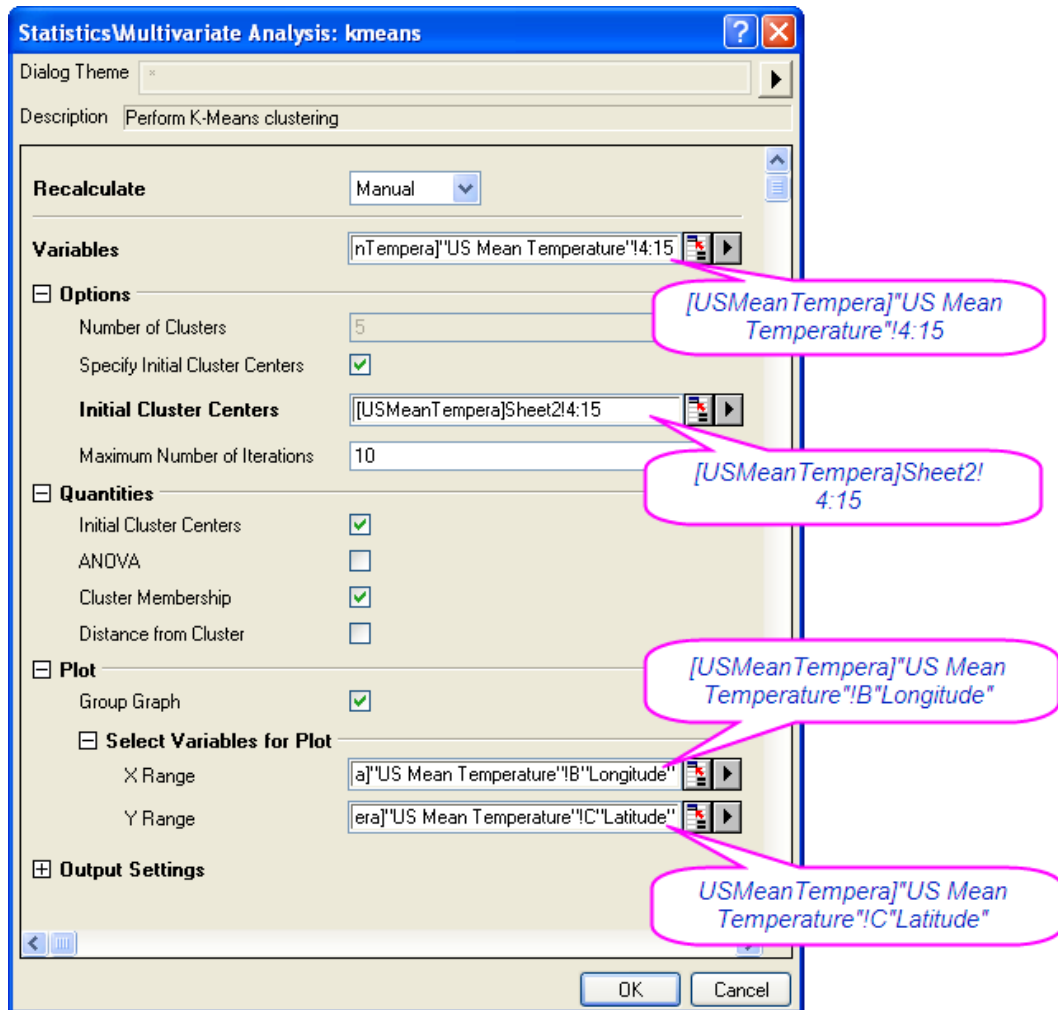 Statistics\Multivariate Analysis: kmeans
Dialog Theme *
Description Perform K-Means clustering
Recalculate Manual
Variables nTempera]"US Mean Temperature"!4:15
[USMeanTempera]"US Mean
Temperature"!4:15
Options
Number of Clusters 5
Specify Initial Cluster Centers
Initial Cluster Centers [USMeanTempera]Sheet2!4:15
Maximum Number of Iterations 10
[USMeanTempera]Sheet2!
4:15
Quantities
Initial Cluster Centers
ANOVA
Cluster Membership
Distance from Cluster
Plot
[USMeanTempera]"US Mean
Temperature"!B"Longitude"
Group Graph
Select Variables for Plot
X Range a]"US Mean Temperature"!B"Longitude"
Y Range era]"US Mean Temperature"!C"Latitude"
Output Settings
USMeanTempera]"US Mean
Temperature"!C"Latitude"
OK Cancel